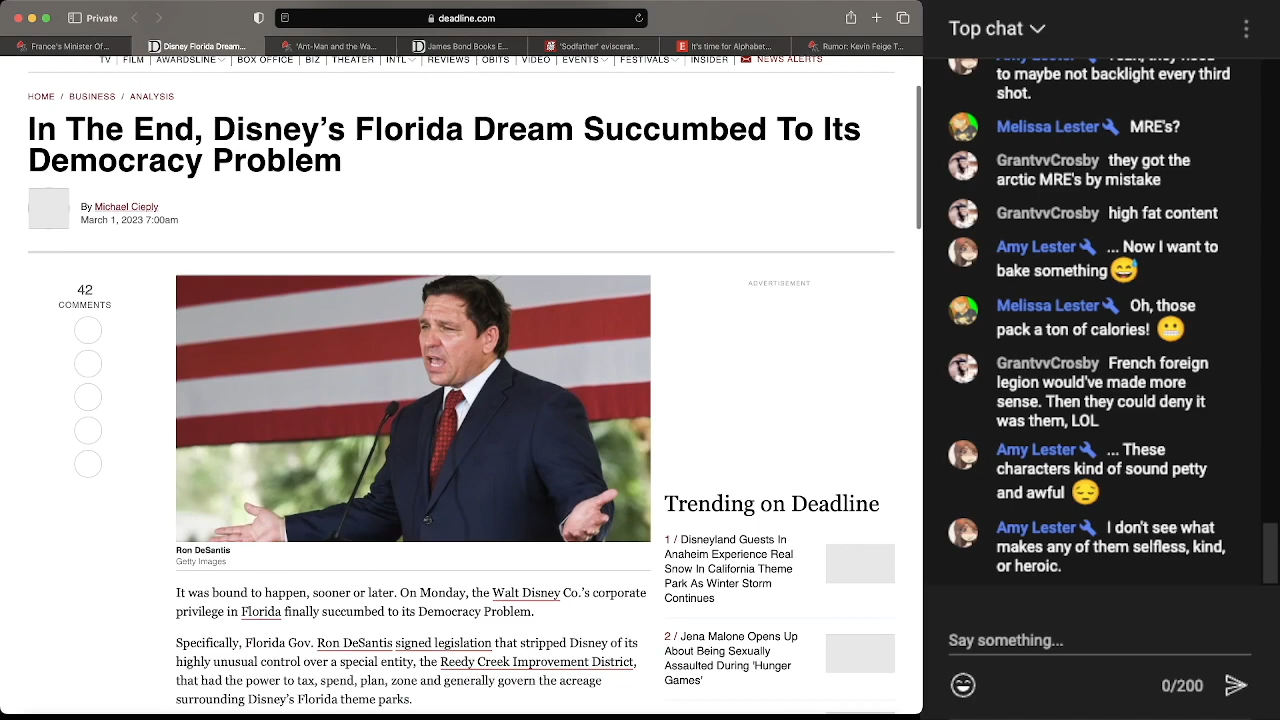 Private
deadline.com
France's Minister Of...
Disney Florida Dream...
'Ant-Man and the Wa...
James Bond Books E...
'Sodfather' eviscerat...
It's time for Alphabet...
Rumor: Kevin Feige T...
TV | FILM | AWARDSLINE | BOX OFFICE | BIZ | THEATER | INTL | REVIEWS | OBITS | VIDEO | EVENTS | FESTIVALS | INSIDER NEWS ALERTS
HOME / BUSINESS / ANALYSIS
In The End, Disney’s Florida Dream Succumbed To Its
Democracy Problem
By Michael Cieply
March 1, 2023 7:00am
42
COMMENTS
ADVERTISEMENT
Ron DeSantis
Getty Images
It was bound to happen, sooner or later. On Monday, the Walt Disney Co.’s corporate
privilege in Florida finally succumbed to its Democracy Problem.
Specifically, Florida Gov. Ron DeSantis signed legislation that stripped Disney of its
highly unusual control over a special entity, the Reedy Creek Improvement District,
that had the power to tax, spend, plan, zone and generally govern the acreage
surrounding Disney’s Florida theme parks.
Trending on Deadline
1 / Disneyland Guests In
Anaheim Experience Real
Snow In California Theme
Park As Winter Storm
Continues
2 / Jena Malone Opens Up
About Being Sexually
Assaulted During 'Hunger
Games'
Top chat
Amy Lester Yeah, they need
to maybe not backlight every third
shot.
Melissa Lester MRE's?
GrantvvCrosby they got the
arctic MRE's by mistake
GrantvvCrosby high fat content
Amy Lester ... Now I want to
bake something
Melissa Lester Oh, those
pack a ton of calories!
GrantvvCrosby French foreign
legion would've made more
sense. Then they could deny it
was them, LOL
Amy Lester ... These
characters kind of sound petty
and awful
Amy Lester I don't see what
makes any of them selfless, kind,
or heroic.
Say something...
0/200